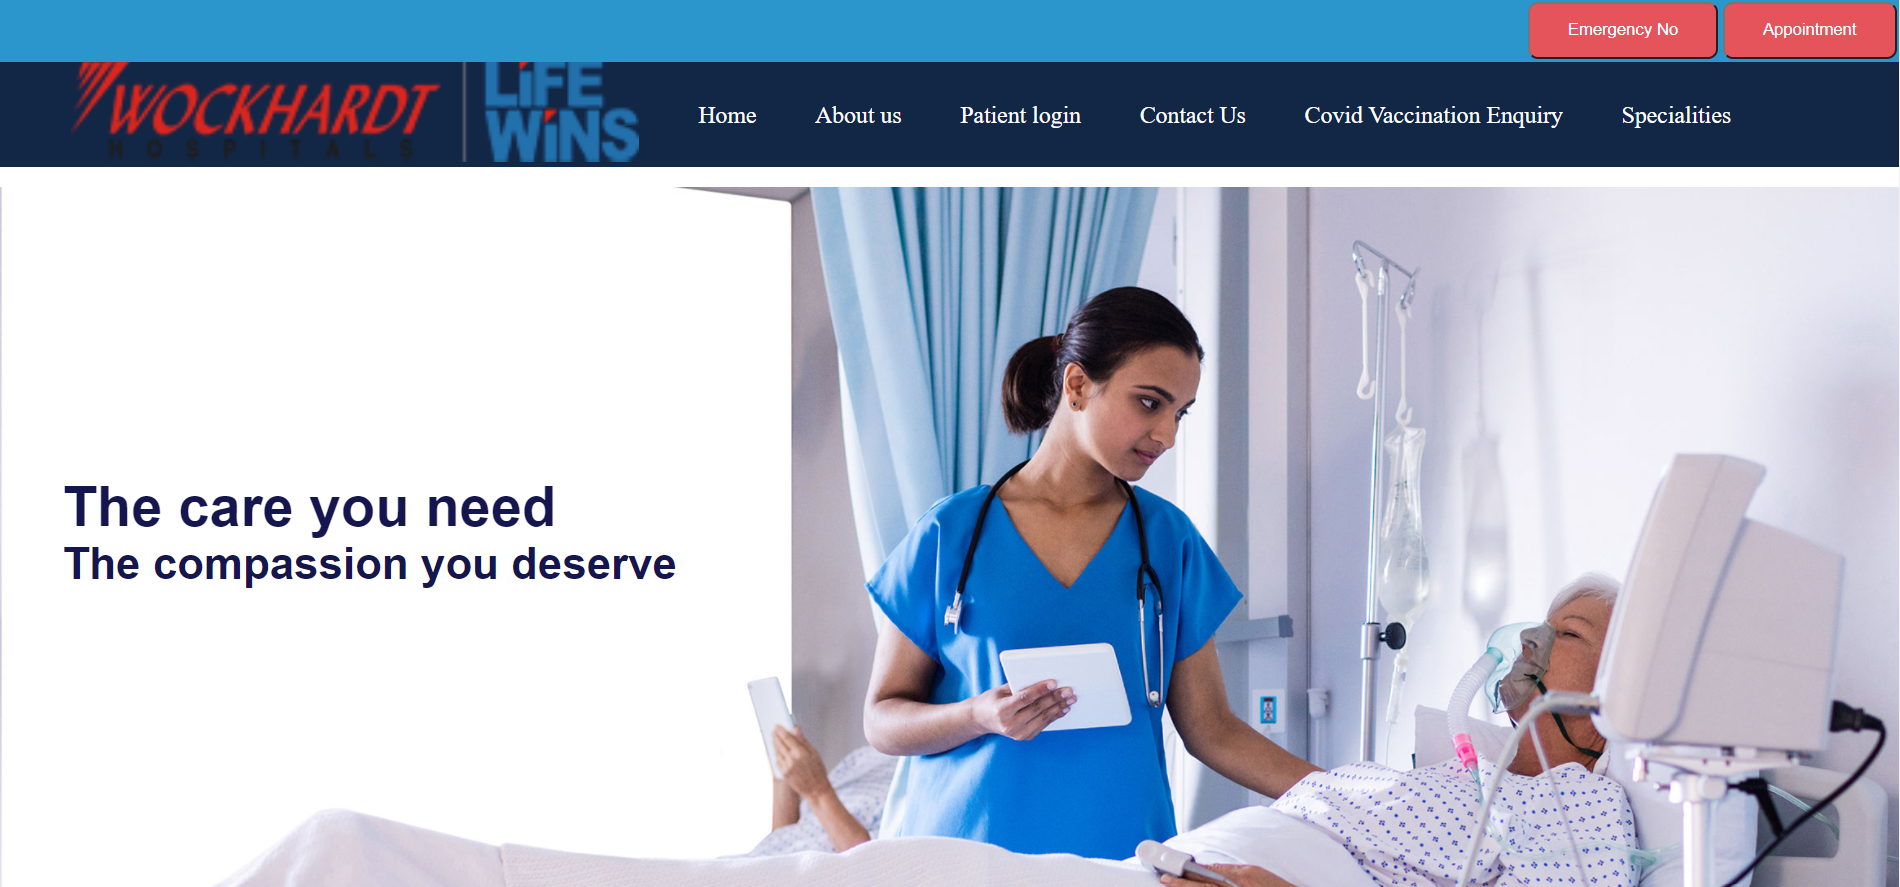 Emergency No
Appointment
WOCKHARDT
HOSPITALS
LiFE
WiNS
Home
About us
Patient login
Contact Us
Covid Vaccination Enquiry
Specialities
The care you need
The compassion you deserve